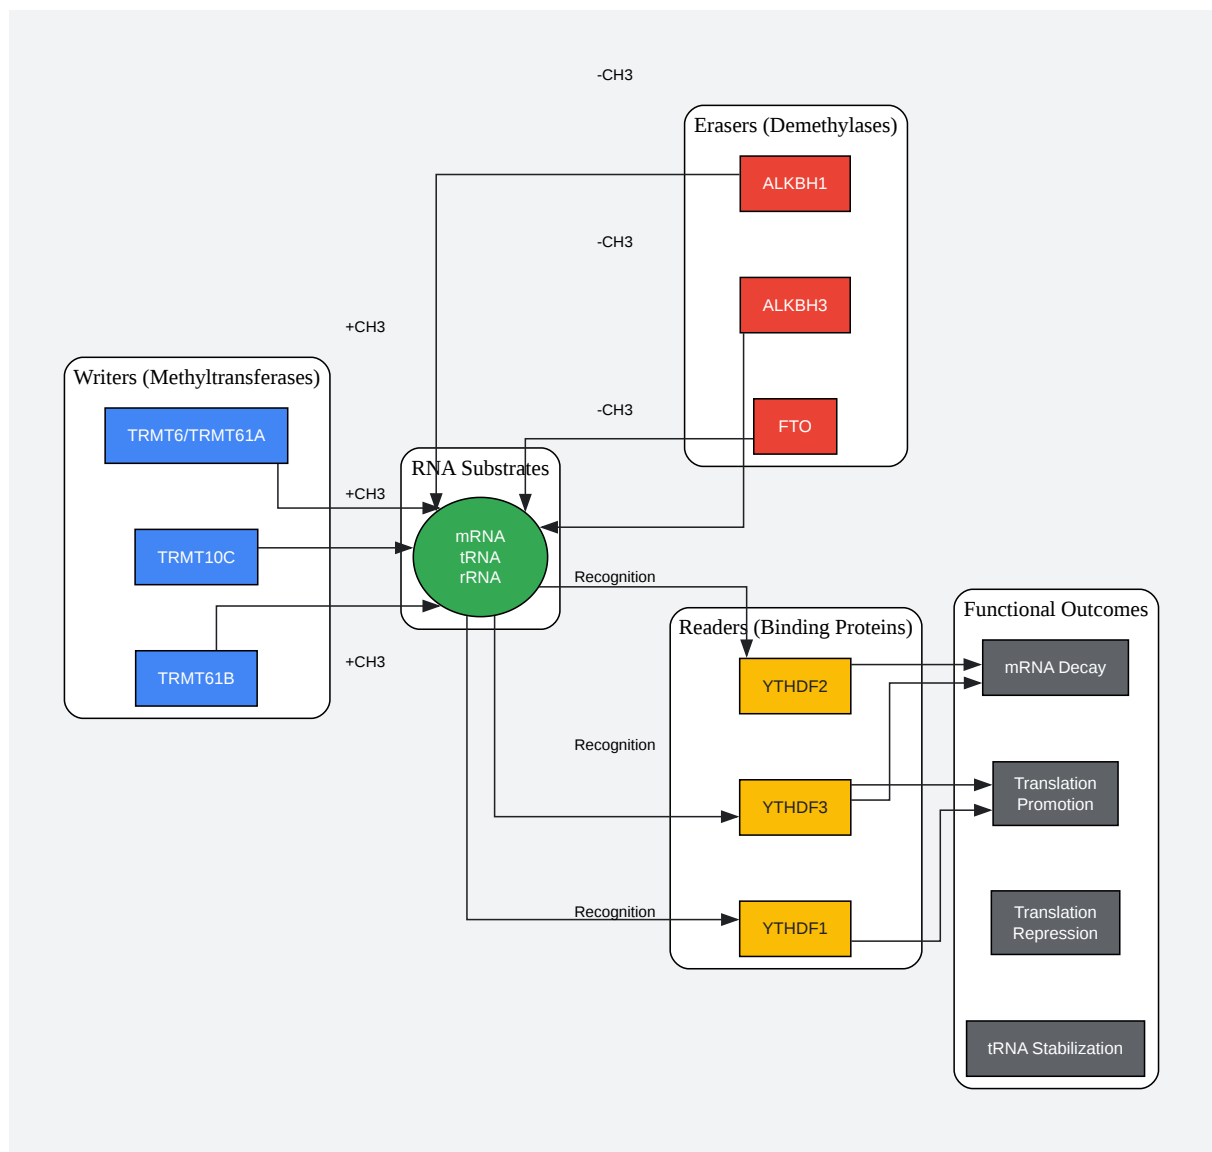 -CH3
Erasers (Demethylases)
ALKBH1
-CH3
ALKBH3
+CH3
Writers (Methyltransferases)
-CH3
FTO
TRMT6/TRMT61A
RNA Substrates
+CH3
mRNA
tRNA
rRNA
TRMT10C
Recognition
Functional Outcomes
Readers (Binding Proteins)
+CH3
mRNA Decay
TRMT61B
YTHDF2
Recognition
Translation
Promotion
YTHDF3
Recognition
Translation
Repression
YTHDF1
tRNA Stabilization